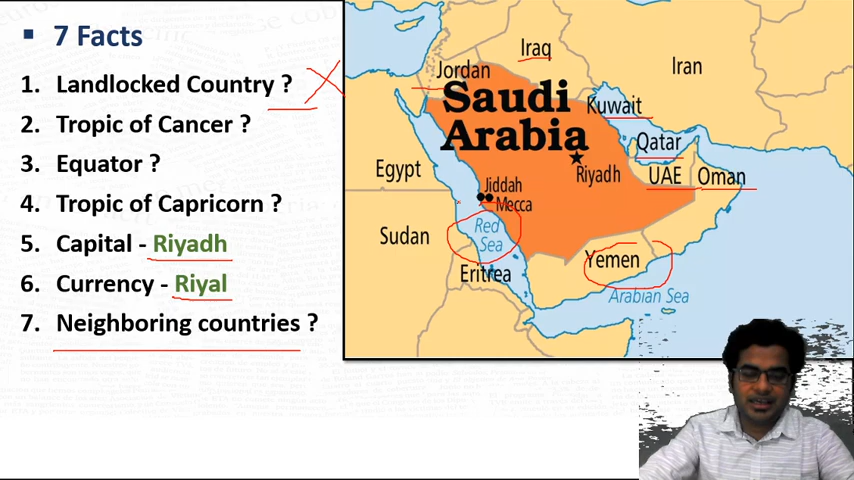 7 Facts
1. Landlocked Country ?
2. Tropic of Cancer ?
3. Equator ?
4. Tropic of Capricorn ?
5. Capital - Riyadh
6. Currency - Riyal
7. Neighboring countries ?
Iraq
Jordan
Iran
Saudi
Arabia
Kuwait
Qatar
Egypt
Riyadh
UAE
Oman
Jiddah
Mecca
Red
Sea
Sudan
Yemen
Eritrea
Arabian Sea